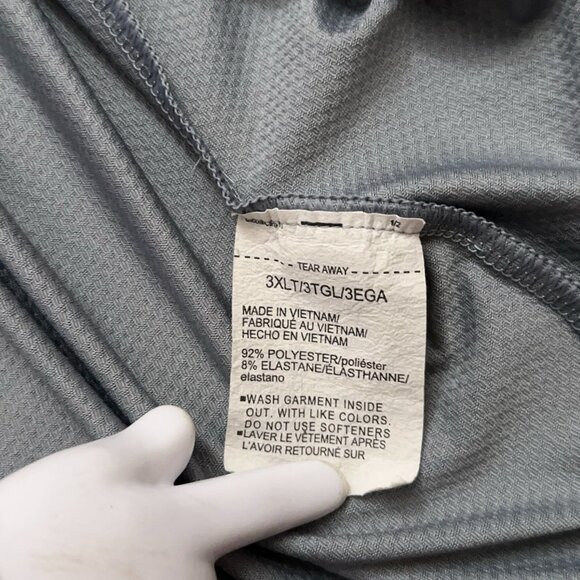 1/2
TEAR AWAY
3XLT/3TGL/3EGA
MADE IN VIETNAM/
FABRIQUÉ AU VIETNAM/
HECHO EN VIETNAM
92% POLYESTER/poliéster
8% ELASTANE/ÉLASTHANNE/
elastano
■WASH GARMENT INSIDE
OUT. WITH LIKE COLORS.
DO NOT USE SOFTENERS
■LAVER LE VÊTEMENT APRÈS
L'AVOIR RETOURNÉ SUR